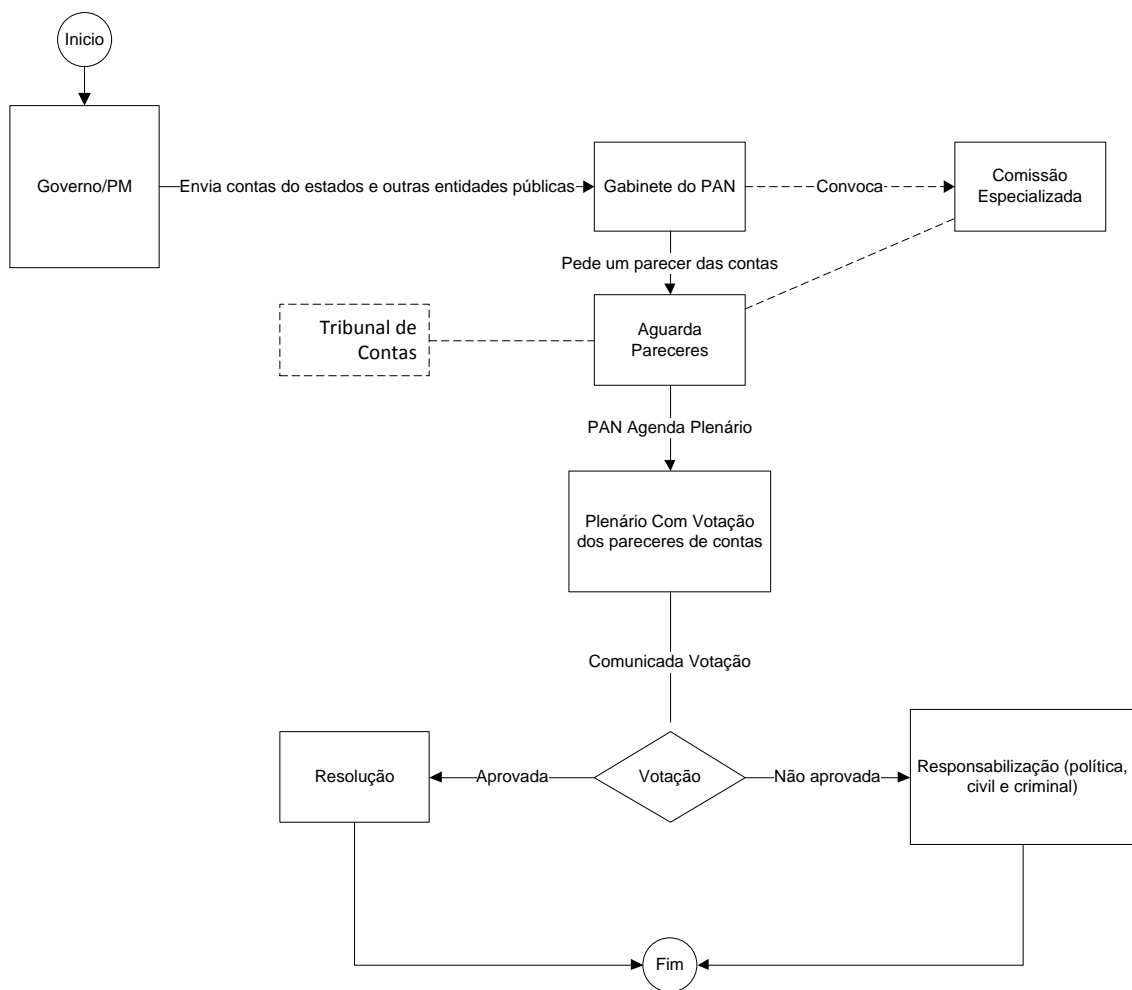 Inicio
Governo/PM
Envia contas do estados e outras entidades públicas
Gabinete do PAN
Convoca
Comissão
Especializada
Pede um parecer das contas
Tribunal de
Contas
Aguarda
Pareceres
PAN Agenda Plenário
Plenário Com Votação
dos pareceres de contas
Comunicada Votação
Resolução
Aprovada
Votação
Não aprovada
Responsabilização (política,
civil e criminal)
Fim